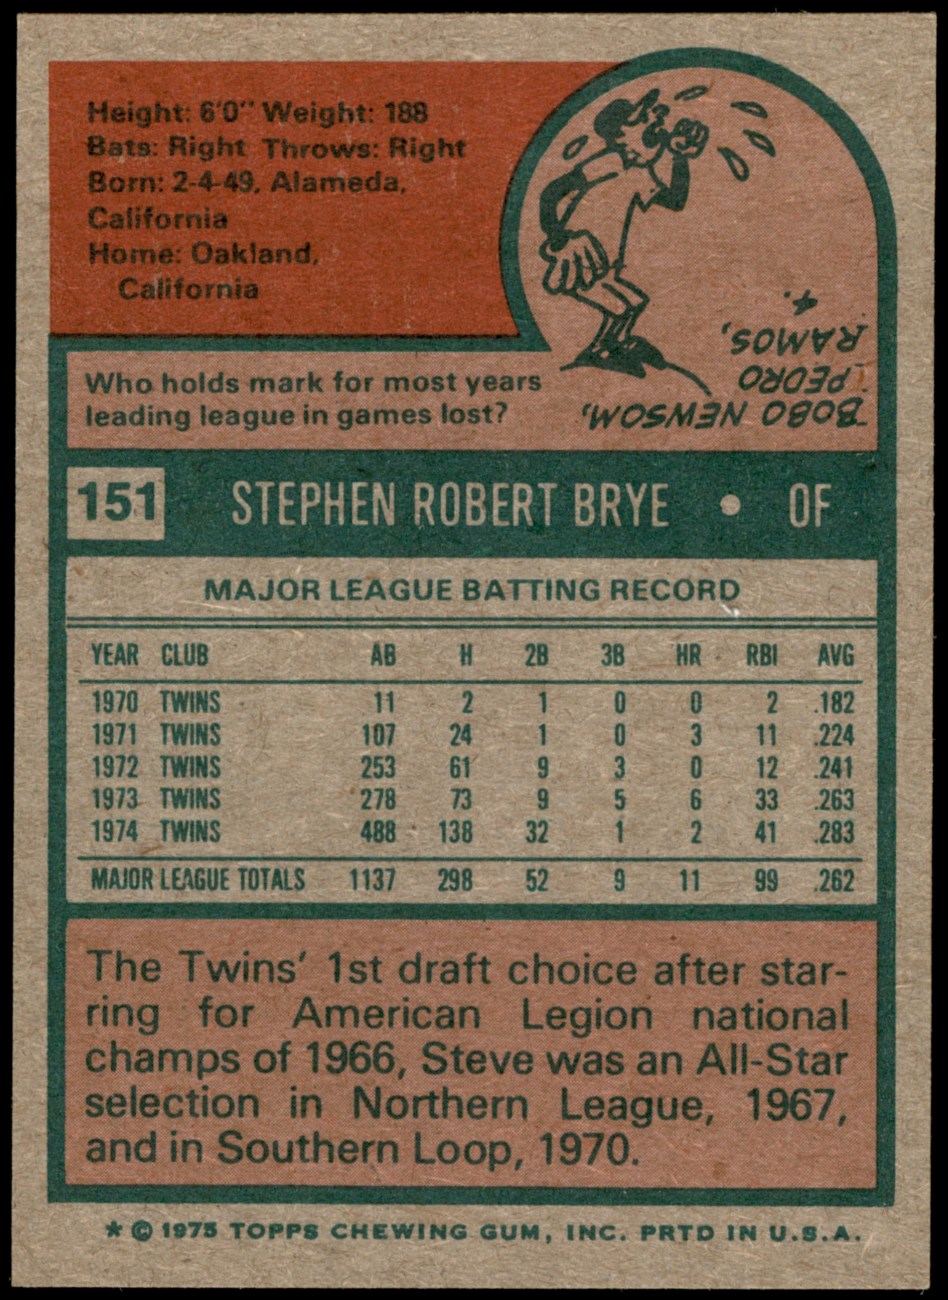 Height: 6'0" Weight: 188
Bats: Right Throws: Right
Born: 2-4-49, Alameda,
California
Home: Oakland,
California
Who holds mark for most years
leading league in games lost?
BOBO NEWSOM,
PEDRO
RAMOS,
4.
151 STEPHEN ROBERT BRYE • OF
MAJOR LEAGUE BATTING RECORD
YEAR CLUB AB H 2B 3B HR RBI AVG
1970 TWINS 11 2 1 0 0 2 .182
1971 TWINS 107 24 1 0 3 11 .224
1972 TWINS 253 61 9 3 0 12 .241
1973 TWINS 278 73 9 5 6 33 .263
1974 TWINS 488 138 32 1 2 41 .283
MAJOR LEAGUE TOTALS 1137 298 52 9 11 99 .262
The Twins' 1st draft choice after star-
ring for American Legion national
champs of 1966, Steve was an All-Star
selection in Northern League, 1967,
and in Southern Loop, 1970.
* © 1975 TOPPS CHEWING GUM, INC. PRTD IN U.S.A.